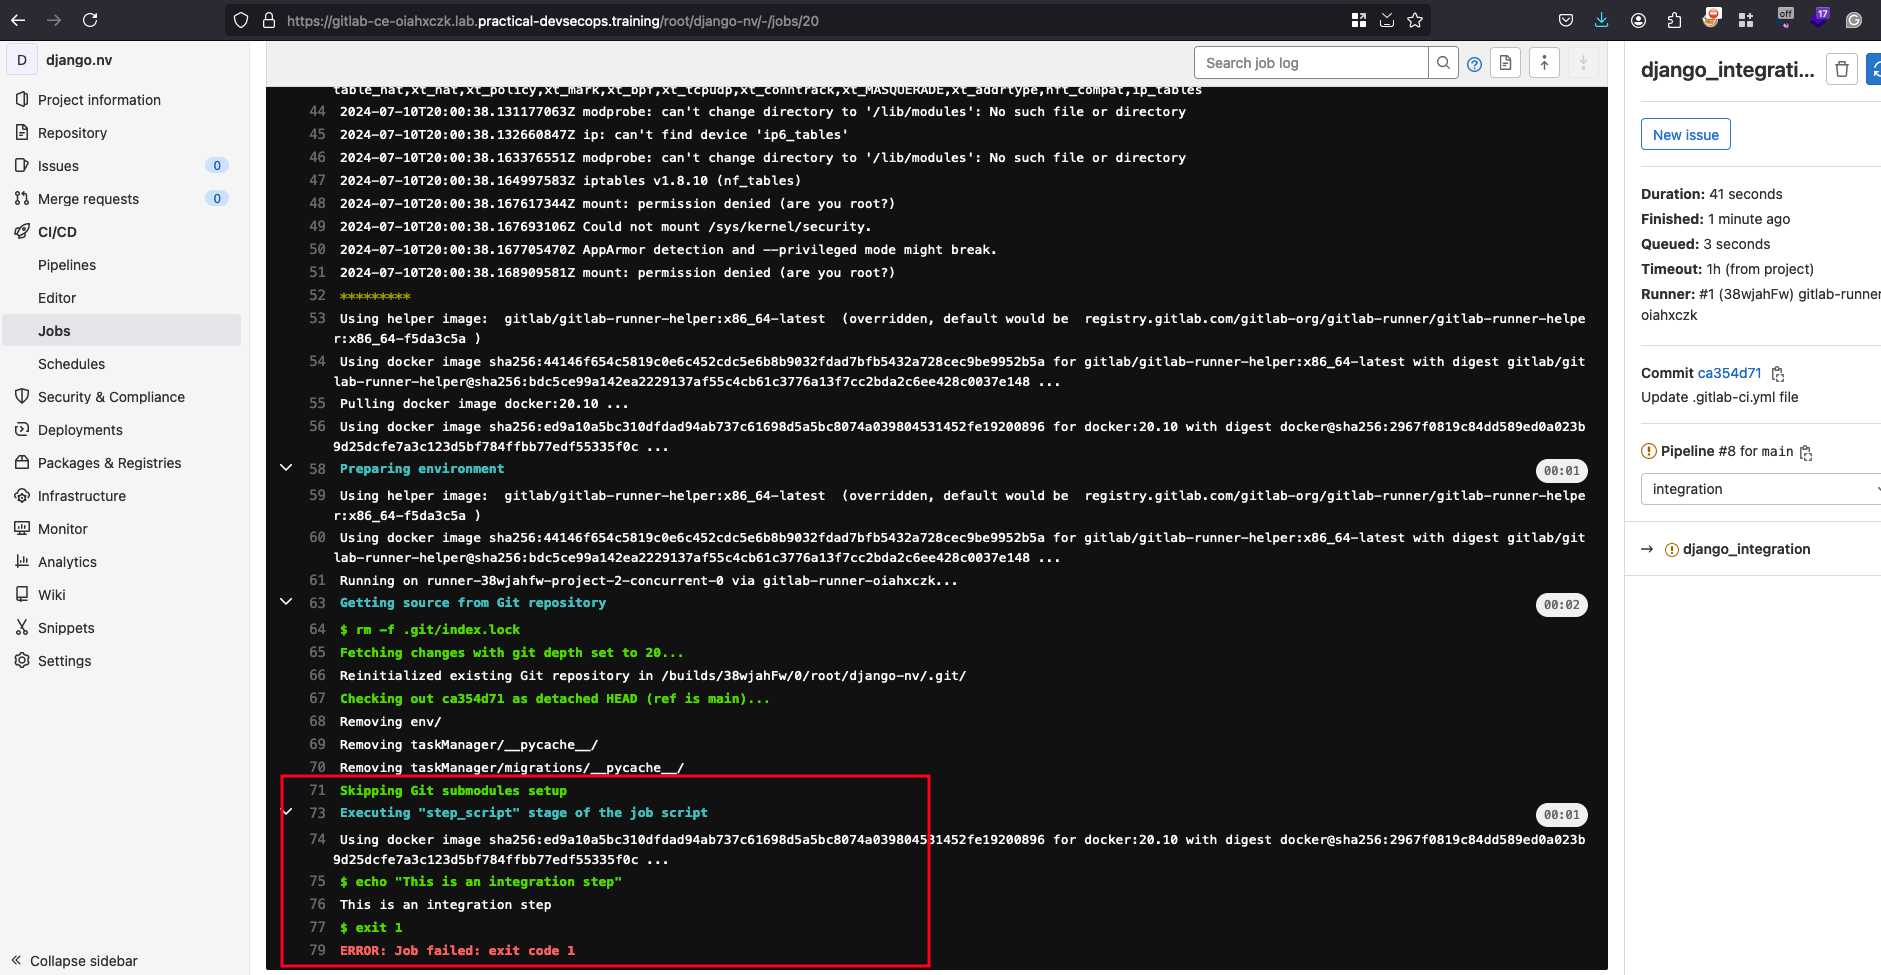 https://gitlab-ce-oiahxczk.lab.practical-devsecops.training/root/django-nv/-/jobs/20
off
17
D django.nv
Project information
Repository
Issues 0
Merge requests 0
CI/CD
Pipelines
Editor
Jobs
Schedules
Security & Compliance
Deployments
Packages & Registries
Infrastructure
Monitor
Analytics
Wiki
Snippets
Settings
Collapse sidebar
Search job log
table_nat,xt_nat,xt_policy,xt_mark,xt_bpf,xt_tcpudp,xt_conntrack,xt_MASQUERADE,xt_addrtype,nft_compat,ip_tables
44 2024-07-10T20:00:38.131177063Z modprobe: can't change directory to '/lib/modules': No such file or directory
45 2024-07-10T20:00:38.132660847Z ip: can't find device 'ip6_tables'
46 2024-07-10T20:00:38.163376551Z modprobe: can't change directory to '/lib/modules': No such file or directory
47 2024-07-10T20:00:38.164997583Z iptables v1.8.10 (nf_tables)
48 2024-07-10T20:00:38.167617344Z mount: permission denied (are you root?)
49 2024-07-10T20:00:38.167693106Z Could not mount /sys/kernel/security.
50 2024-07-10T20:00:38.167705470Z AppArmor detection and --privileged mode might break.
51 2024-07-10T20:00:38.168909581Z mount: permission denied (are you root?)
52 *********
53 Using helper image:  gitlab/gitlab-runner-helper:x86_64-latest  (overridden, default would be  registry.gitlab.com/gitlab-org/gitlab-runner/gitlab-runner-helpe
r:x86_64-f5da3c5a )
54 Using docker image sha256:44146f654c5819c0e6c452cdc5e6b8b9032fdad7bfb5432a728cec9be9952b5a for gitlab/gitlab-runner-helper:x86_64-latest with digest gitlab/git
lab-runner-helper@sha256:bdc5ce99a142ea2229137af55c4cb61c3776a13f7cc2bda2c6ee428c0037e148 ...
55 Pulling docker image docker:20.10 ...
56 Using docker image sha256:ed9a10a5bc310dfdad94ab737c61698d5a5bc8074a039804531452fe19200896 for docker:20.10 with digest docker@sha256:2967f0819c84dd589ed0a023b
9d25dcfe7a3c123d5bf784ffbb77edf55335f0c ...
58 Preparing environment 00:01
59 Using helper image:  gitlab/gitlab-runner-helper:x86_64-latest  (overridden, default would be  registry.gitlab.com/gitlab-org/gitlab-runner/gitlab-runner-helpe
r:x86_64-f5da3c5a )
60 Using docker image sha256:44146f654c5819c0e6c452cdc5e6b8b9032fdad7bfb5432a728cec9be9952b5a for gitlab/gitlab-runner-helper:x86_64-latest with digest gitlab/git
lab-runner-helper@sha256:bdc5ce99a142ea2229137af55c4cb61c3776a13f7cc2bda2c6ee428c0037e148 ...
61 Running on runner-38wjahfw-project-2-concurrent-0 via gitlab-runner-oiahxczk...
63 Getting source from Git repository 00:02
64 $ rm -f .git/index.lock
65 Fetching changes with git depth set to 20...
66 Reinitialized existing Git repository in /builds/38wjahFw/0/root/django-nv/.git/
67 Checking out ca354d71 as detached HEAD (ref is main)...
68 Removing env/
69 Removing taskManager/__pycache__/
70 Removing taskManager/migrations/__pycache__/
71 Skipping Git submodules setup
73 Executing "step_script" stage of the job script 00:01
74 Using docker image sha256:ed9a10a5bc310dfdad94ab737c61698d5a5bc8074a039804531452fe19200896 for docker:20.10 with digest docker@sha256:2967f0819c84dd589ed0a023b
9d25dcfe7a3c123d5bf784ffbb77edf55335f0c ...
75 $ echo "This is an integration step"
76 This is an integration step
77 $ exit 1
79 ERROR: Job failed: exit code 1
django_integrati...
New issue
Duration: 41 seconds
Finished: 1 minute ago
Queued: 3 seconds
Timeout: 1h (from project)
Runner: #1 (38wjahFw) gitlab-runner
oiahxczk
Commit ca354d71
Update .gitlab-ci.yml file
Pipeline #8 for main
integration
→ django_integration